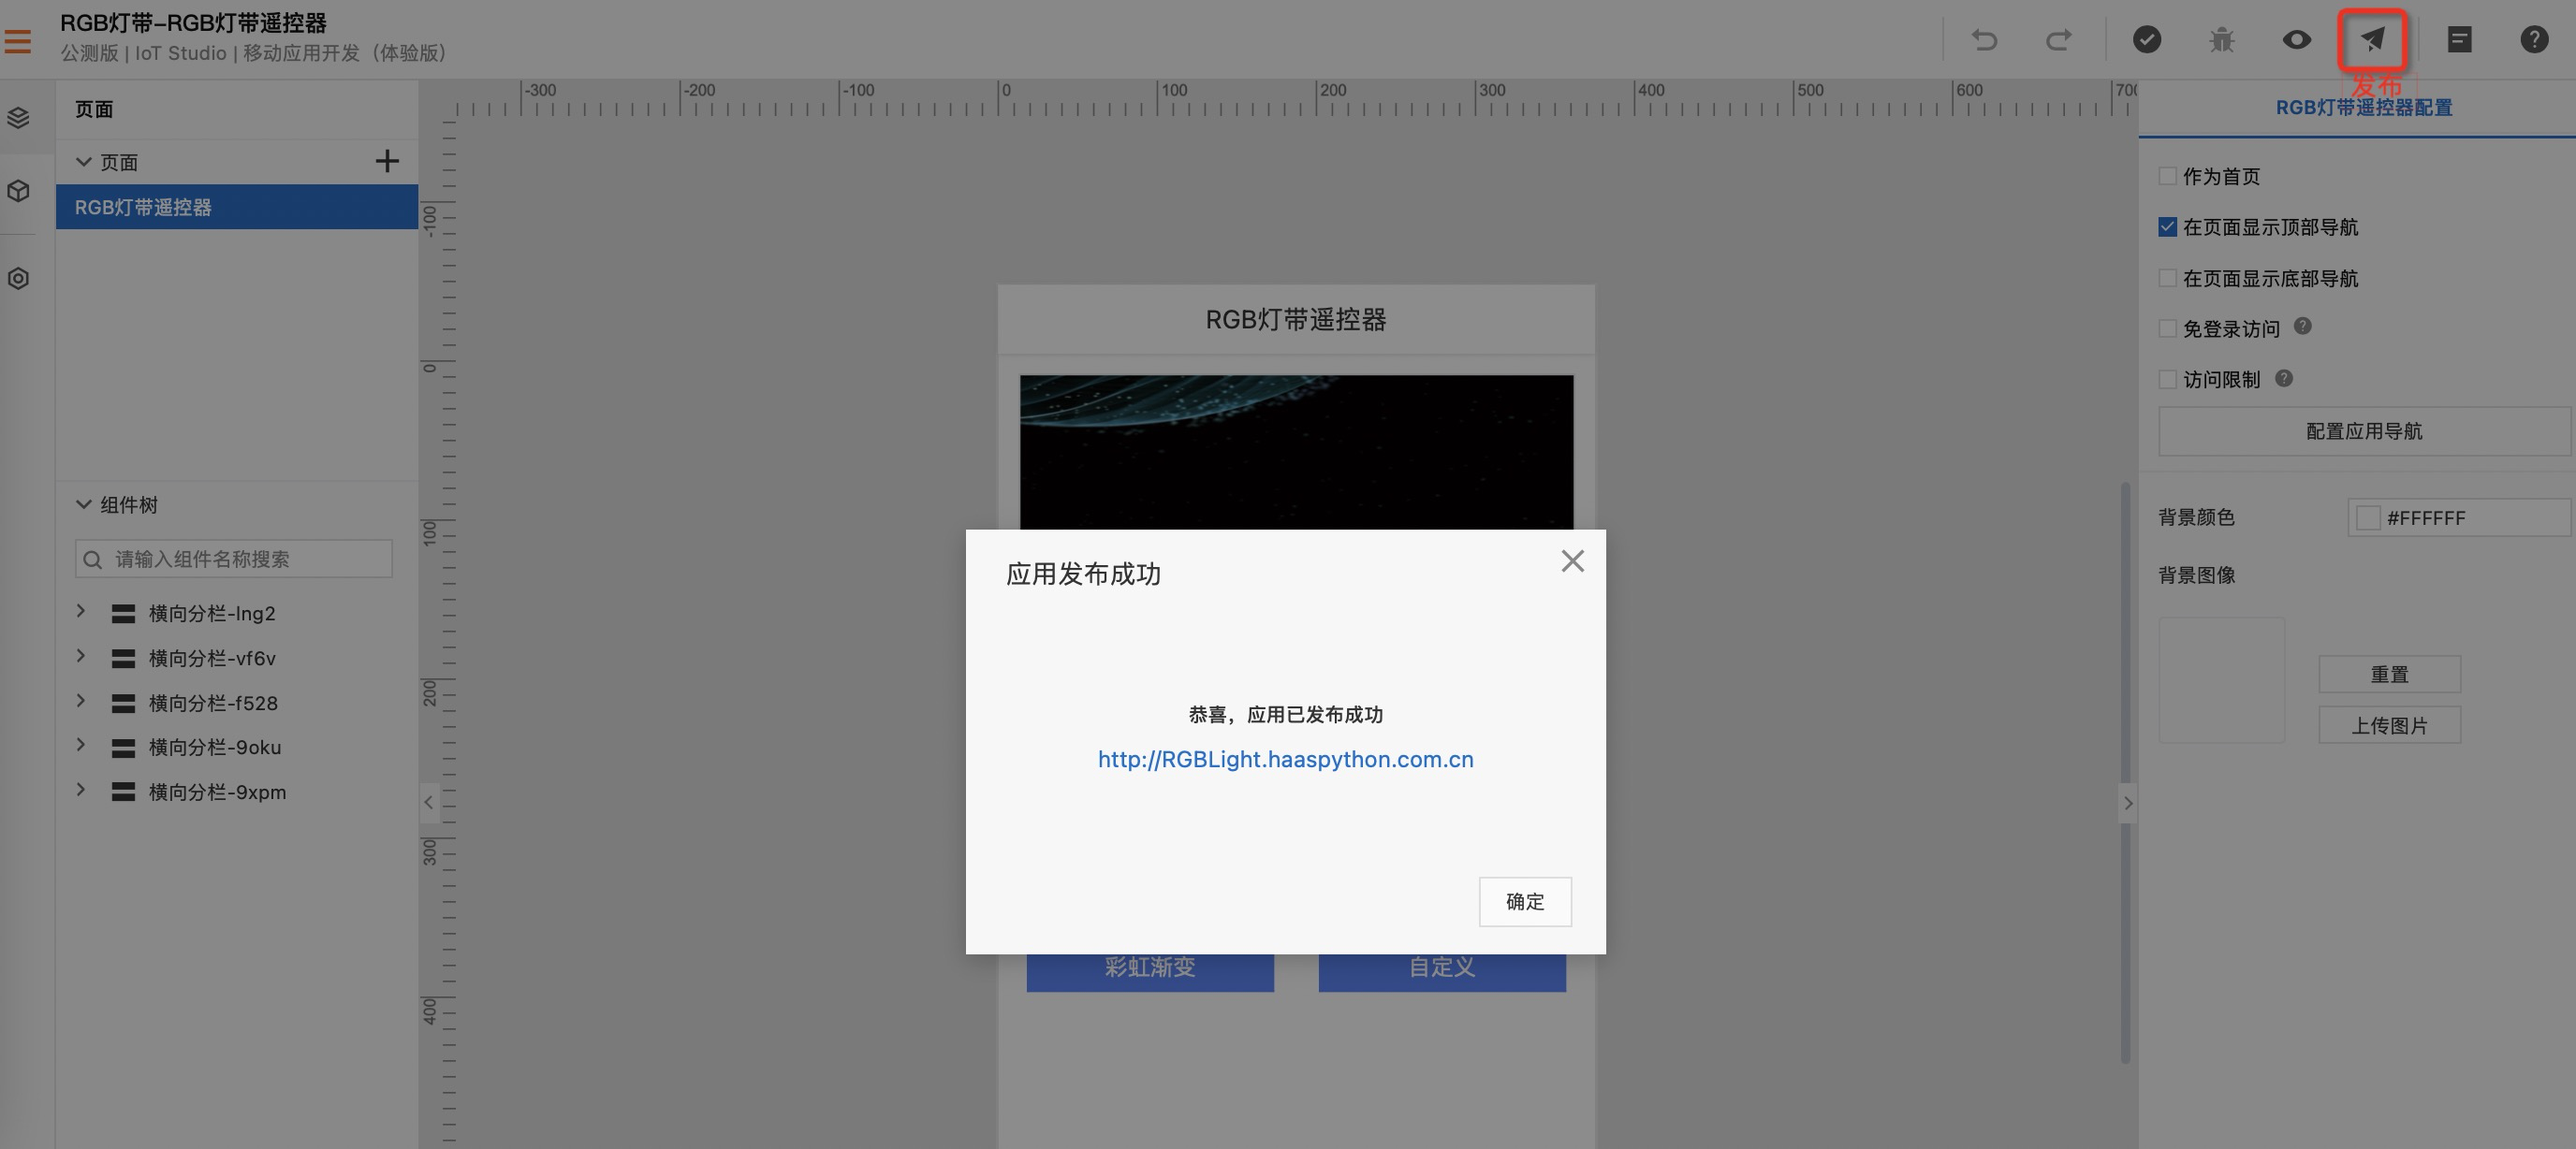 RGB灯带-RGB灯带遥控器
公测版 | IoT Studio | 移动应用开发（体验版）
发布
页面
页面
RGB灯带遥控器
组件树
请输入组件名称搜索
横向分栏-lng2
横向分栏-vf6v
横向分栏-f528
横向分栏-9oku
横向分栏-9xpm
-300 -200 -100 0 100 200 300 400 500 600 700
-100
0
100
200
300
400
RGB灯带遥控器
应用发布成功
恭喜，应用已发布成功
http://RGBLight.haaspython.com.cn
确定
彩虹渐变 自定义
RGB灯带遥控器配置
作为首页
在页面显示顶部导航
在页面显示底部导航
免登录访问 ?
访问限制 ?
配置应用导航
背景颜色 #FFFFFF
背景图像
重置
上传图片